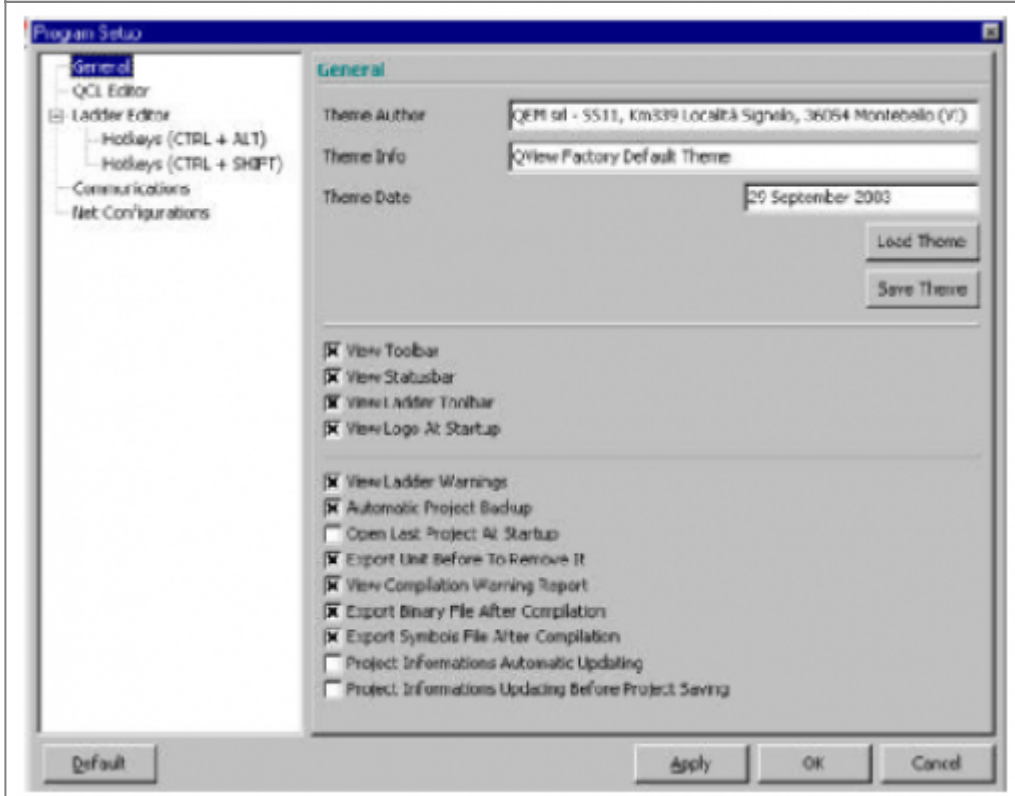 Program Setup
General
QCL Editor
Ladder Editor
Hotkeys (CTRL + ALT)
Hotkeys (CTRL + SHIFT)
Communications
Net Configurations
General
Theme Author
QEM srl - SS11, Km339 Località Signolo, 36054 Montebello (VI)
Theme Info
QView Factory Default Theme
Theme Date
29 September 2003
Load Theme
Save Theme
View Toolbar
View Statusbar
View Ladder Toolbar
View Logo At Startup
View Ladder Warnings
Automatic Project Backup
Open Last Project At Startup
Export Unit Before To Remove It
View Compilation Warning Report
Export Binary File After Compilation
Export Symbols File After Compilation
Project Informations Automatic Updating
Project Informations Updating Before Project Saving
Default
Apply
OK
Cancel